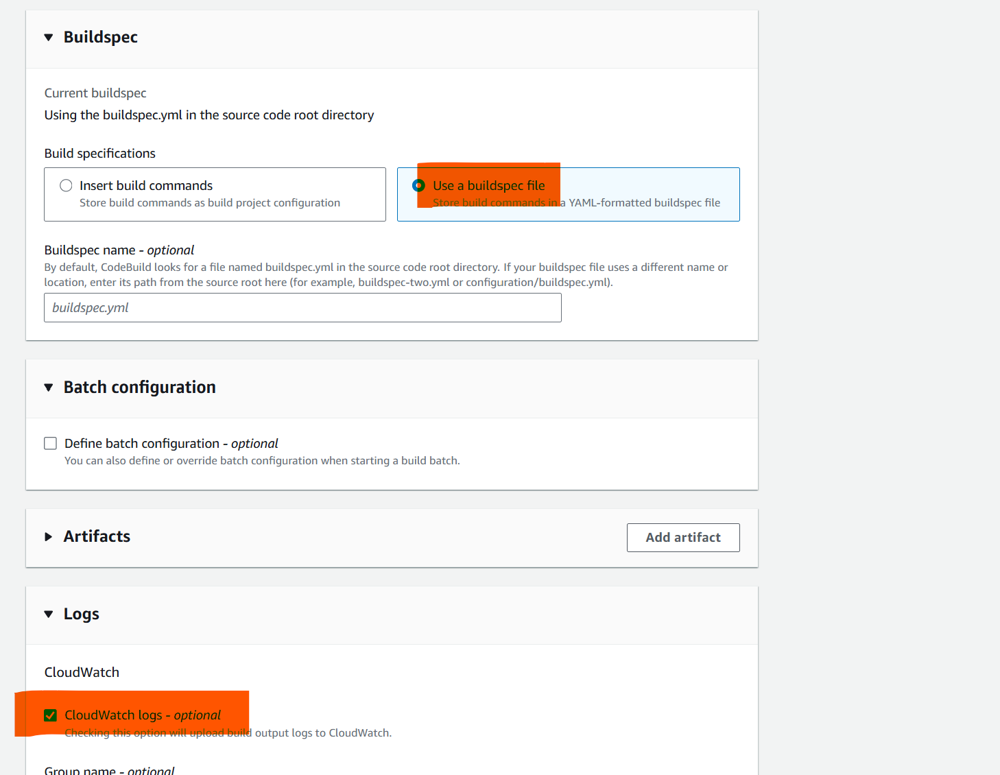 Buildspec
Current buildspec
Using the buildspec.yml in the source code root directory
Build specifications
Insert build commands
Store build commands as build project configuration
Use a buildspec file
Store build commands in a YAML-formatted buildspec file
Buildspec name - optional
By default, CodeBuild looks for a file named buildspec.yml in the source code root directory. If your buildspec file uses a different name or
location, enter its path from the source root here (for example, buildspec-two.yml or configuration/buildspec.yml).
buildspec.yml
Batch configuration
Define batch configuration - optional
You can also define or override batch configuration when starting a build batch.
Artifacts
Add artifact
Logs
CloudWatch
CloudWatch logs - optional
Checking this option will upload build output logs to CloudWatch.
Group name - optional